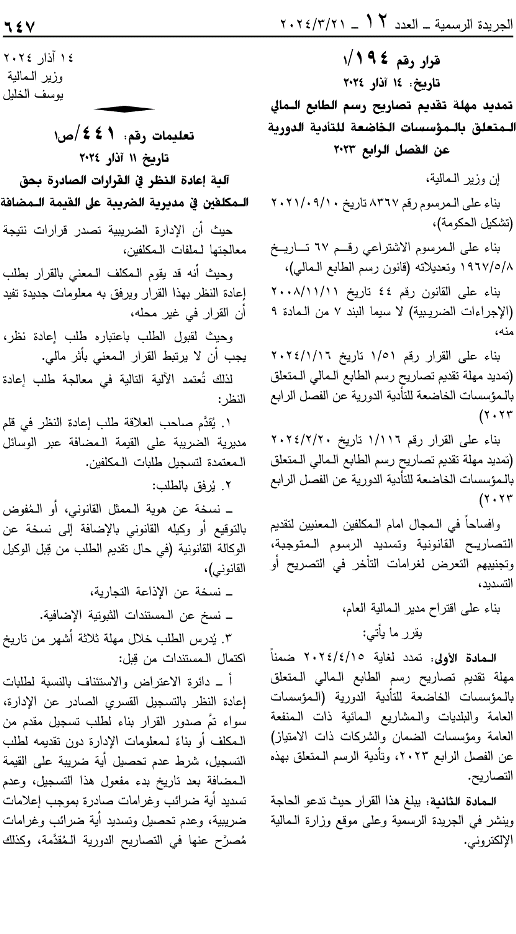 الجريدة الرسمية ــ العدد ١٢ ــ ٢٠٢٤/٣/٢١
٦٤٧
قرار رقم ١/١٩٤
تاريخ: ١٤ آذار ٢٠٢٤
تمديد مهلة تقديم تصاريح رسم الطابع المالي
المتعلق بالمؤسسات الخاضعة للتأدية الدورية
عن الفصل الرابع ٢٠٢٣
إن وزير المالية،
بناء على المرسوم رقم ٨٣٦٧ تاريخ ٢٠٢١/٠٩/١٠
(تشكيل الحكومة)،
بناء على المرسوم الاشتراعي رقم ٦٧ تاريخ
١٩٦٧/٥/٨ وتعديلاته (قانون رسم الطابع المالي)،
بناء على القانون رقم ٤٤ تاريخ ٢٠٠٨/١١/١١
(الإجراءات الضريبية) لا سيما البند ٧ من المادة ٩
منه،
بناء على القرار رقم ١/٥١ تاريخ ٢٠٢٤/١/١٦
(تمديد مهلة تقديم تصاريح رسم الطابع المالي المتعلق
بالمؤسسات الخاضعة للتأدية الدورية عن الفصل الرابع
٢٠٢٣)
بناء على القرار رقم ١/١١٦ تاريخ ٢٠٢٤/٢/٢٠
(تمديد مهلة تقديم تصاريح رسم الطابع المالي المتعلق
بالمؤسسات الخاضعة للتأدية الدورية عن الفصل الرابع
٢٠٢٣)
وافساحاً في المجال امام المكلفين المعنيين لتقديم
التصاريح القانونية وتسديد الرسوم المتوجبة،
وتجنيبهم التعرض لغرامات التأخر في التصريح أو
التسديد،
بناء على اقتراح مدير المالية العام،
يقرر ما يأتي:
المادة الأولى: تمدد لغاية ٢٠٢٤/٤/١٥ ضمناً
مهلة تقديم تصاريح رسم الطابع المالي المتعلق
بالمؤسسات الخاضعة للتأدية الدورية (المؤسسات
العامة والبلديات والمشاريع المائية ذات المنفعة
العامة ومؤسسات الضمان والشركات ذات الامتياز)
عن الفصل الرابع ٢٠٢٣، وتأدية الرسم المتعلق بهذه
التصاريح.
المادة الثانية: يبلغ هذا القرار حيث تدعو الحاجة
وينشر في الجريدة الرسمية وعلى موقع وزارة المالية
الإلكتروني.
١٤ آذار ٢٠٢٤
وزير المالية
يوسف الخليل
تعليمات رقم: ٤٤١/ص١
تاريخ ١١ آذار ٢٠٢٤
آلية إعادة النظر في القرارات الصادرة بحق
المكلفين في مديرية الضريبة على القيمة المضافة
حيث أن الإدارة الضريبية تصدر قرارات نتيجة
معالجتها لملفات المكلفين،
وحيث أنه قد يقوم المكلف المعني بالقرار بطلب
إعادة النظر بهذا القرار ويرفق به معلومات جديدة تفيد
أن القرار في غير محله،
وحيث لقبول الطلب باعتباره طلب إعادة نظر،
يجب أن لا يرتبط القرار المعني بأثر مالي.
لذلك تُعتمد الآلية التالية في معالجة طلب إعادة
النظر:
١. يُقدَّم صاحب العلاقة طلب إعادة النظر في قلم
مديرية الضريبة على القيمة المضافة عبر الوسائل
المعتمدة لتسجيل طلبات المكلفين.
٢. يُرفق بالطلب:
ــ نسخة عن هوية الممثل القانوني، أو المُفوض
بالتوقيع أو وكيله القانوني بالإضافة إلى نسخة عن
الوكالة القانونية (في حال تقديم الطلب من قِبل الوكيل
القانوني)،
ــ نسخة عن الإذاعة التجارية،
ــ نسخ عن المستندات الثبوتية الإضافية.
٣. يُدرس الطلب خلال مهلة ثلاثة أشهر من تاريخ
اكتمال المستندات من قِبل:
أ ــ دائرة الاعتراض والاستئناف بالنسبة لطلبات
إعادة النظر بالتسجيل القسري الصادر عن الإدارة،
سواء تمَّ صدور القرار بناء لطلب تسجيل مقدم من
المكلف أو بناءً لمعلومات الإدارة دون تقديمه لطلب
التسجيل، شرط عدم تحصيل أية ضريبة على القيمة
المضافة بعد تاريخ بدء مفعول هذا التسجيل، وعدم
تسديد أية ضرائب وغرامات صادرة بموجب إعلامات
ضريبية، وعدم تحصيل وتسديد أية ضرائب وغرامات
مُصرَّح عنها في التصاريح الدورية المُقدَّمة، وكذلك